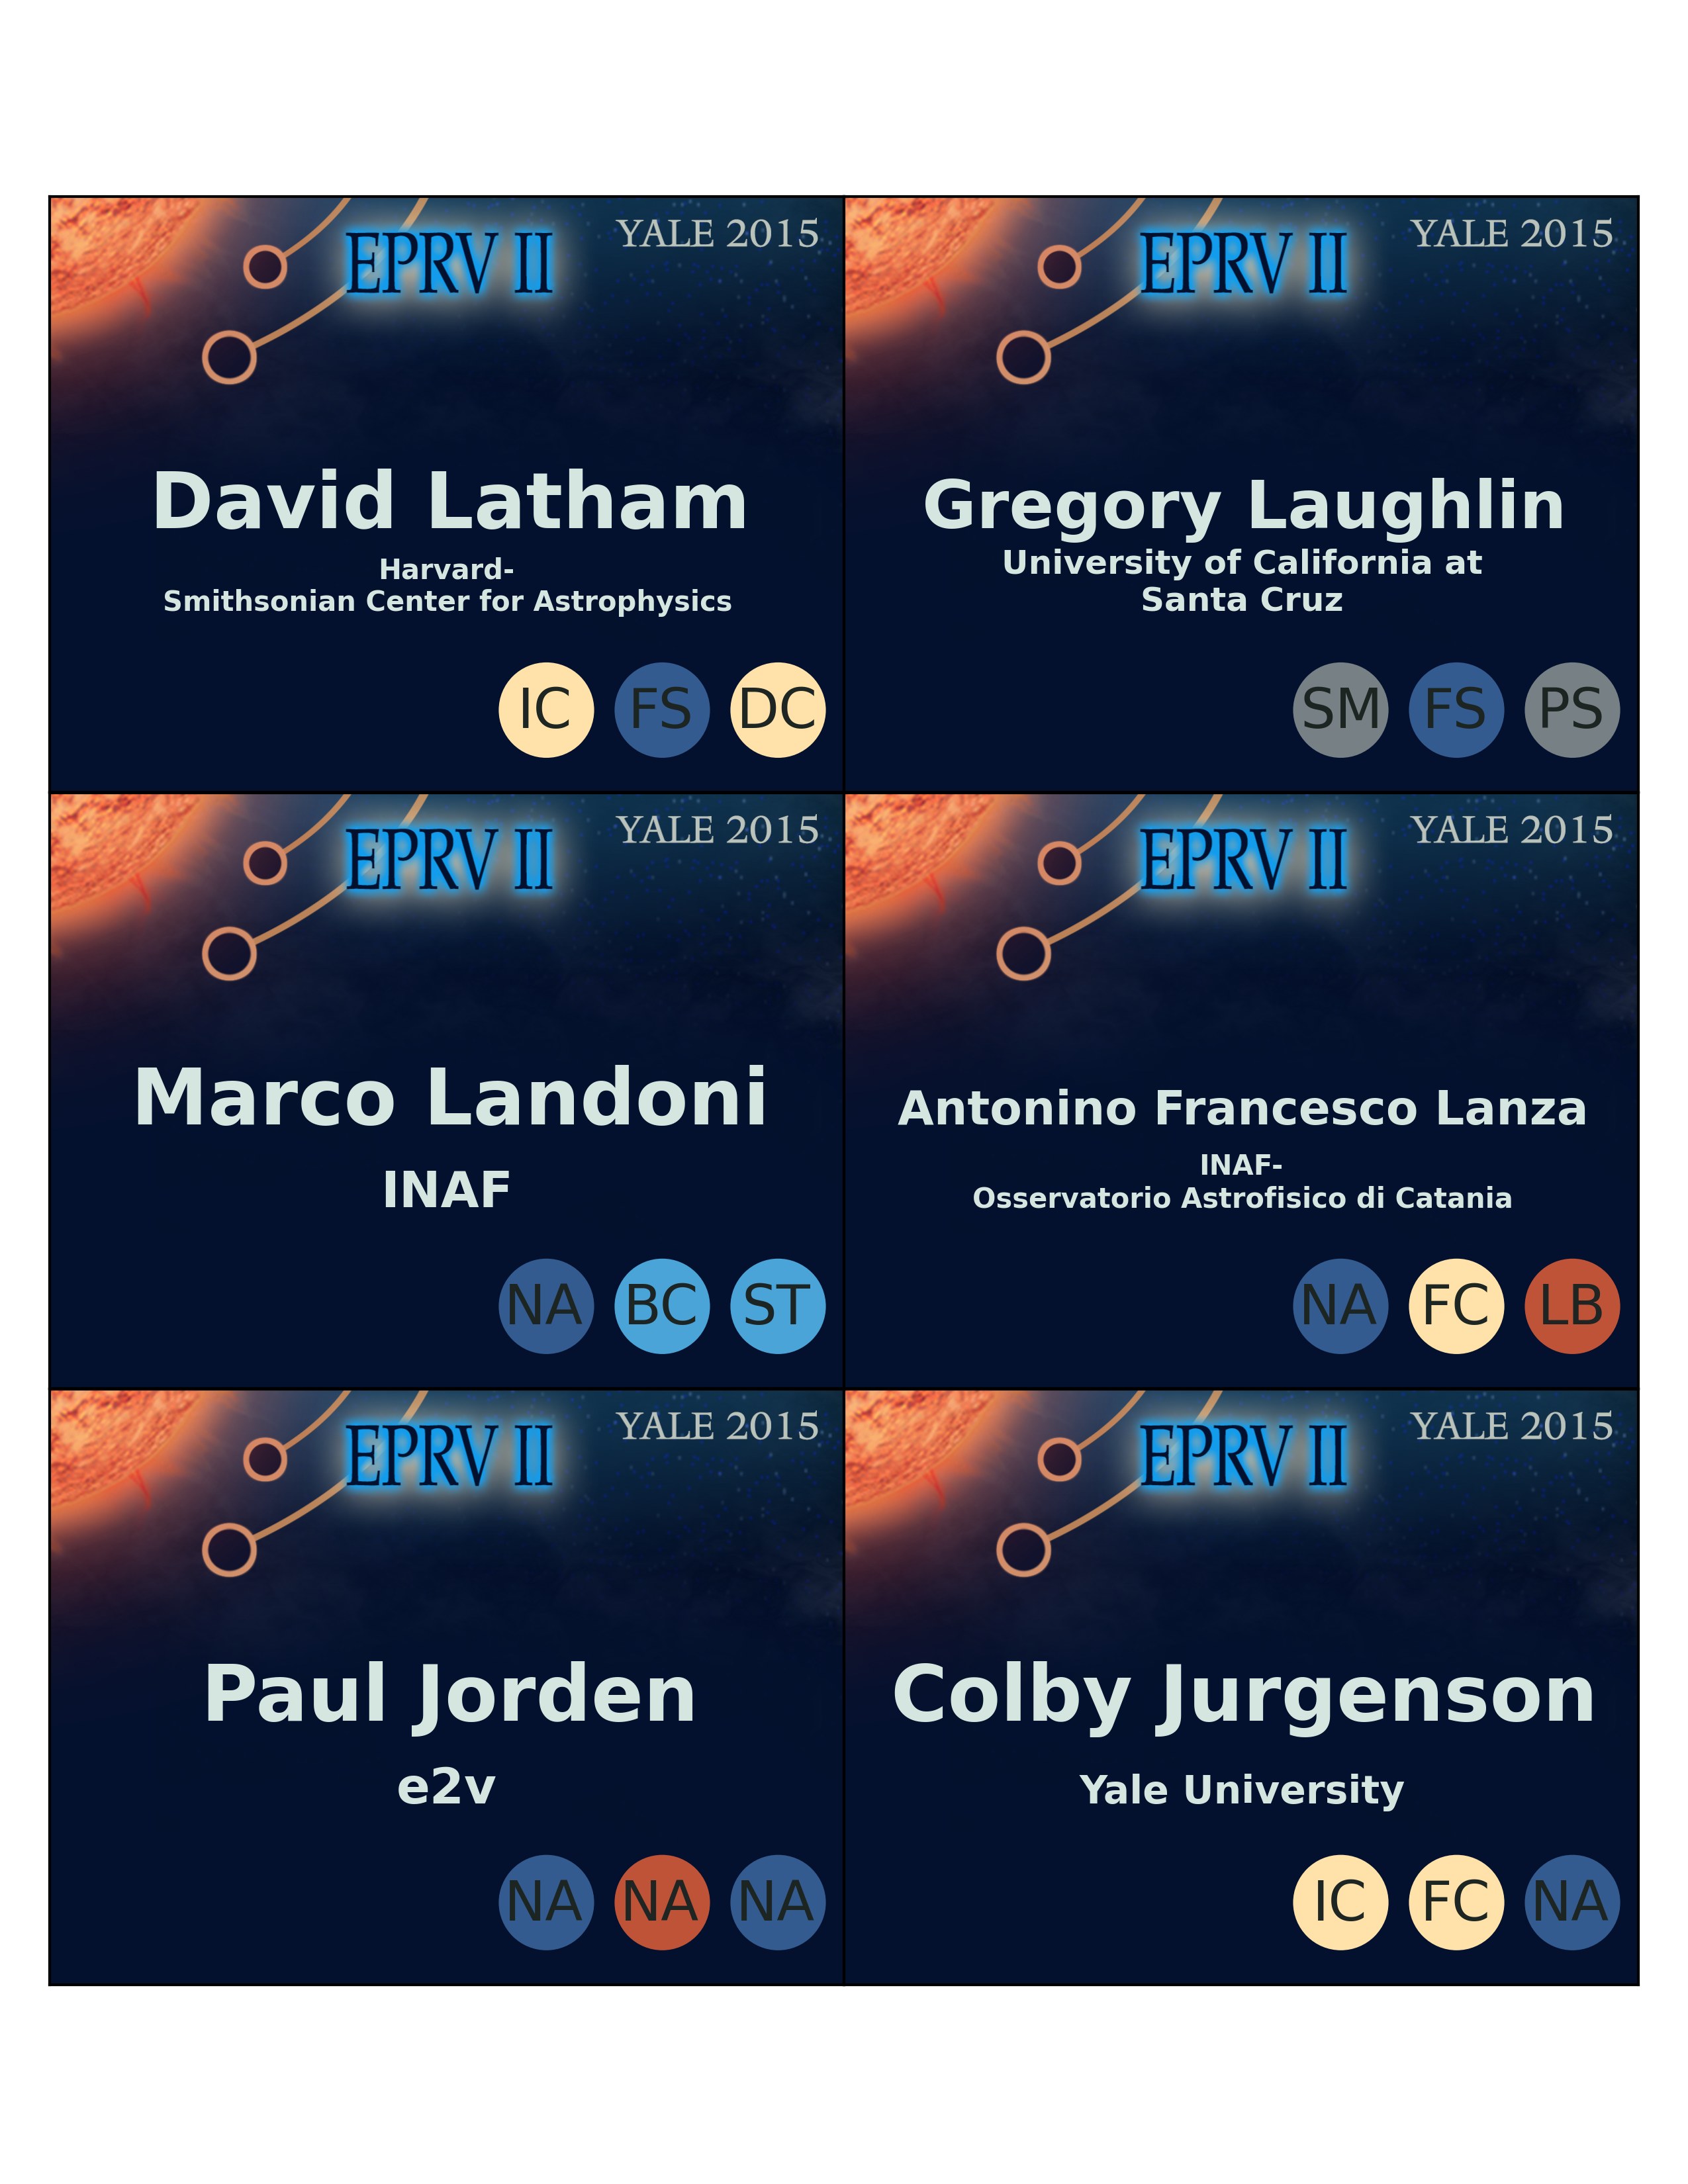 EPRV II
YALE 2015
David Latham
Harvard-
Smithsonian Center for Astrophysics
IC FS DC
EPRV II
YALE 2015
Gregory Laughlin
University of California at
Santa Cruz
SM FS PS
EPRV II
YALE 2015
Marco Landoni
INAF
NA BC ST
EPRV II
YALE 2015
Antonino Francesco Lanza
INAF-
Osservatorio Astrofisico di Catania
NA FC LB
EPRV II
YALE 2015
Paul Jorden
e2v
NA NA NA
EPRV II
YALE 2015
Colby Jurgenson
Yale University
IC FC NA